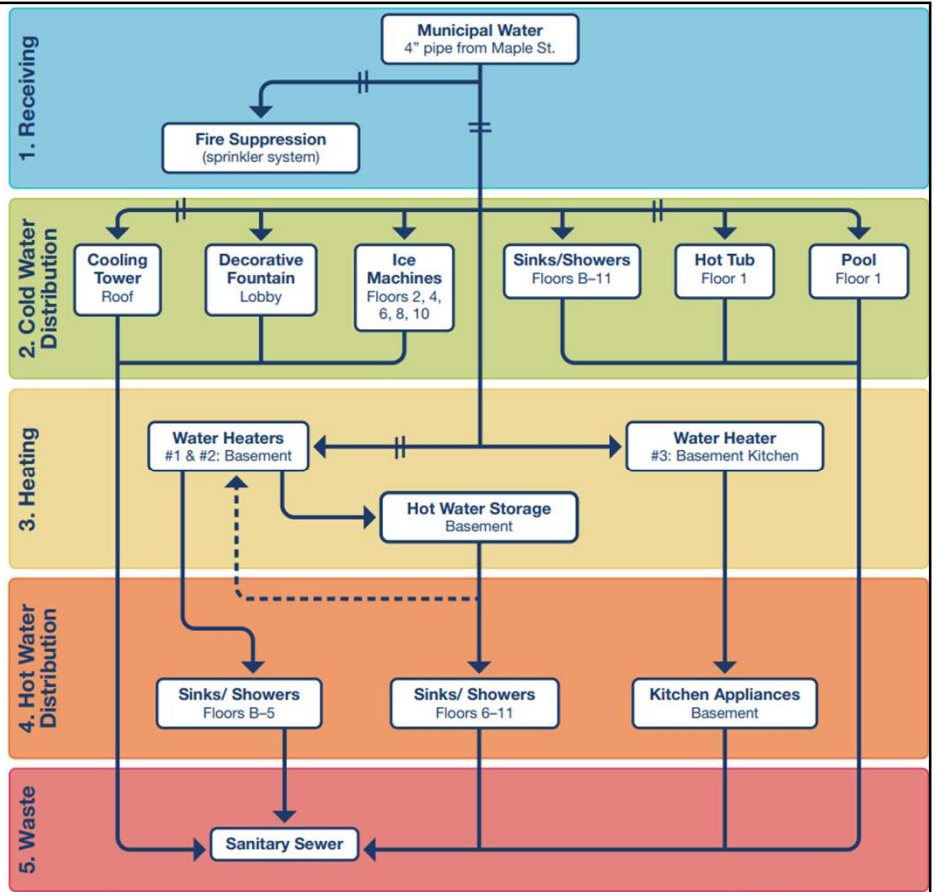 1. Receiving
Municipal Water
4” pipe from Maple St.
Fire Suppression
(sprinkler system)
2. Cold Water
Distribution
Cooling
Tower
Roof
Decorative
Fountain
Lobby
Ice
Machines
Floors 2, 4,
6, 8, 10
Sinks/Showers
Floors B–11
Hot Tub
Floor 1
Pool
Floor 1
3. Heating
Water Heaters
#1 & #2: Basement
Water Heater
#3: Basement Kitchen
Hot Water Storage
Basement
4. Hot Water
Distribution
Sinks/ Showers
Floors B–5
Sinks/ Showers
Floors 6–11
Kitchen Appliances
Basement
5. Waste
Sanitary Sewer